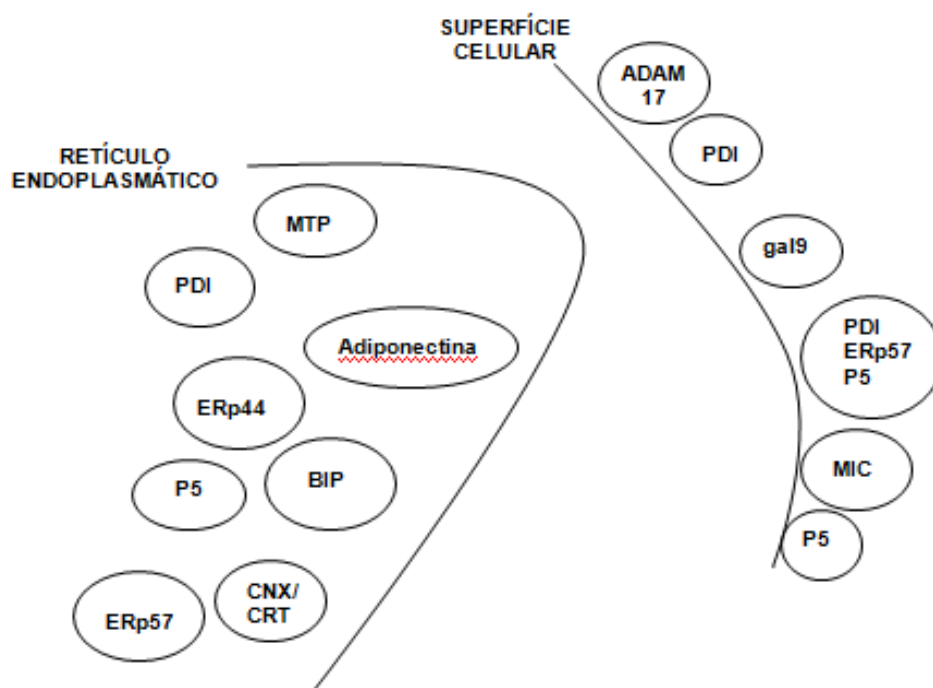 SUPERFÍCIE
CELULAR
ADAM
17
PDI
RETÍCULO
ENDOPLASMÁTICO
MTP
gal9
PDI
PDI
ERp57
P5
Adiponectina
ERp44
BIP
P5
MIC
P5
CNX/
CRT
ERp57